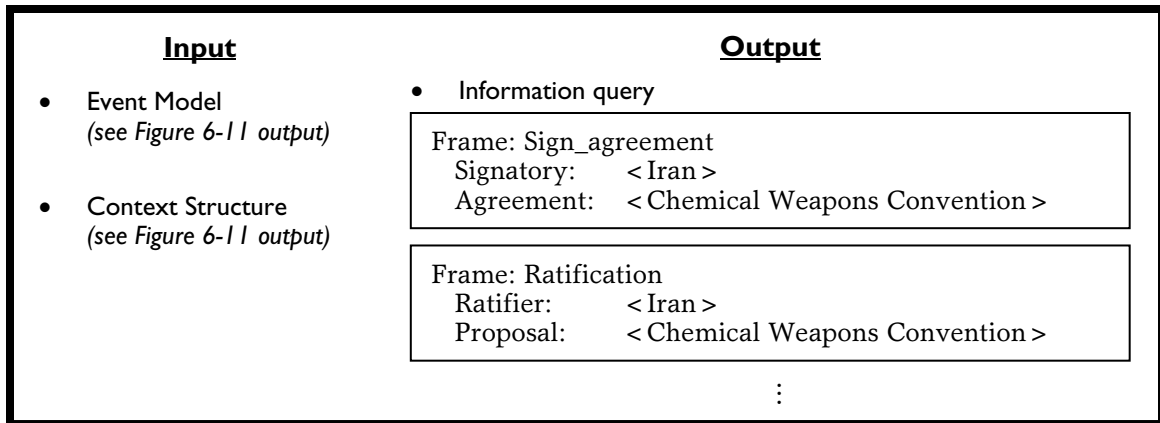 Input
• Event Model
(see Figure 6-11 output)
• Context Structure
(see Figure 6-11 output)
Output
• Information query
Frame: Sign_agreement
Signatory: <Iran>
Agreement: <Chemical Weapons Convention>
Frame: Ratification
Ratifier: <Iran>
Proposal: <Chemical Weapons Convention>
⋮